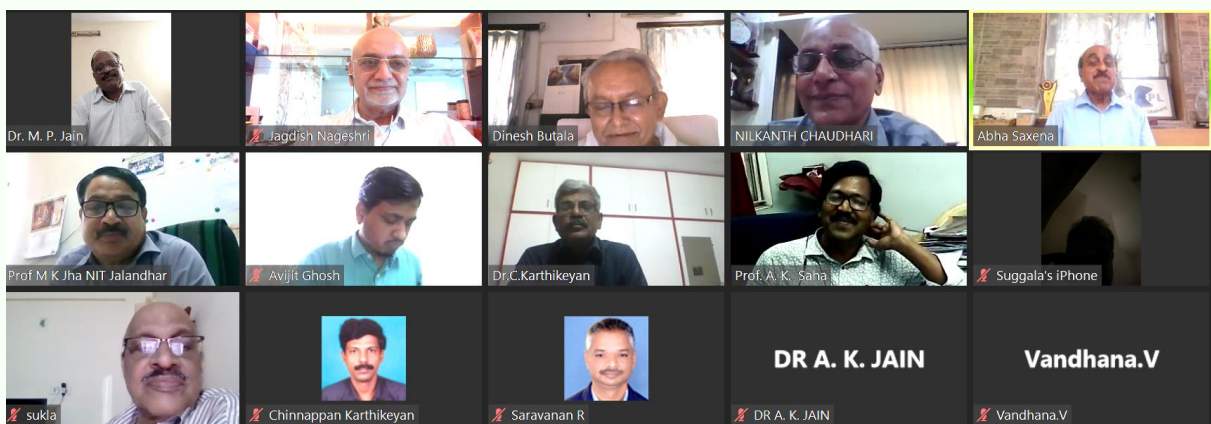 Dr. M. P. Jain
Jagdish Nageshri
Dinesh Butala
NILKANTH CHAUDHARI
CPL
Abha Saxena
Prof M K Jha NIT Jalandhar
Avijit Ghosh
Dr.C.Karthikeyan
Prof. A. K. Saha
Suggala's iPhone
sukla
Chinnappan Karthikeyan
Saravanan R
DR A. K. JAIN
DR A. K. JAIN
Vandhana.V
Vandhana.V